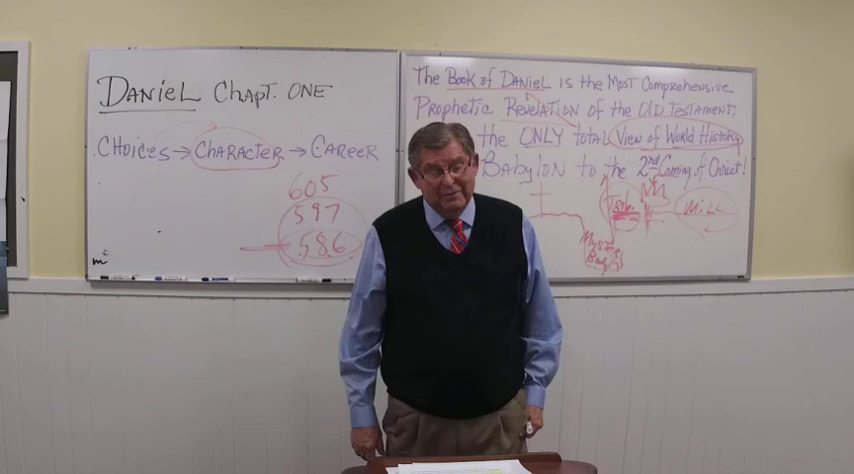 DANIEL Chapt. ONE
CHOICES → CHARACTER → CAREER
605
597
586
The Book of DANIEL is the Most Comprehensive
Prophetic Revelation of the OLD TESTAMENT;
the ONLY total View of World History
Babylon to the 2nd Coming of Christ!
Trib.
Mill